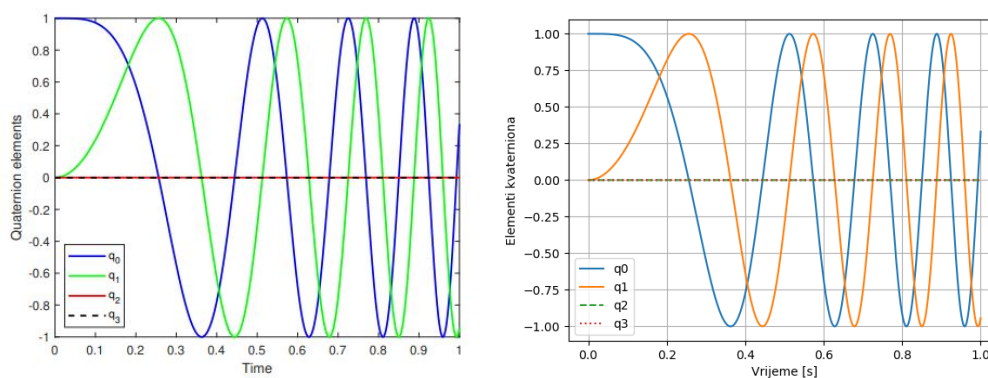 1
0.8
0.6
0.4
0.2
0
-0.2
-0.4
-0.6
-0.8
-1
Quaternion elements
q0
q1
q2
q3
0 0.1 0.2 0.3 0.4 0.5 0.6 0.7 0.8 0.9 1
Time
1.00
0.75
0.50
0.25
0.00
−0.25
−0.50
−0.75
−1.00
Elementi kvaterniona
q0
q1
q2
q3
0.0 0.2 0.4 0.6 0.8 1.0
Vrijeme [s]